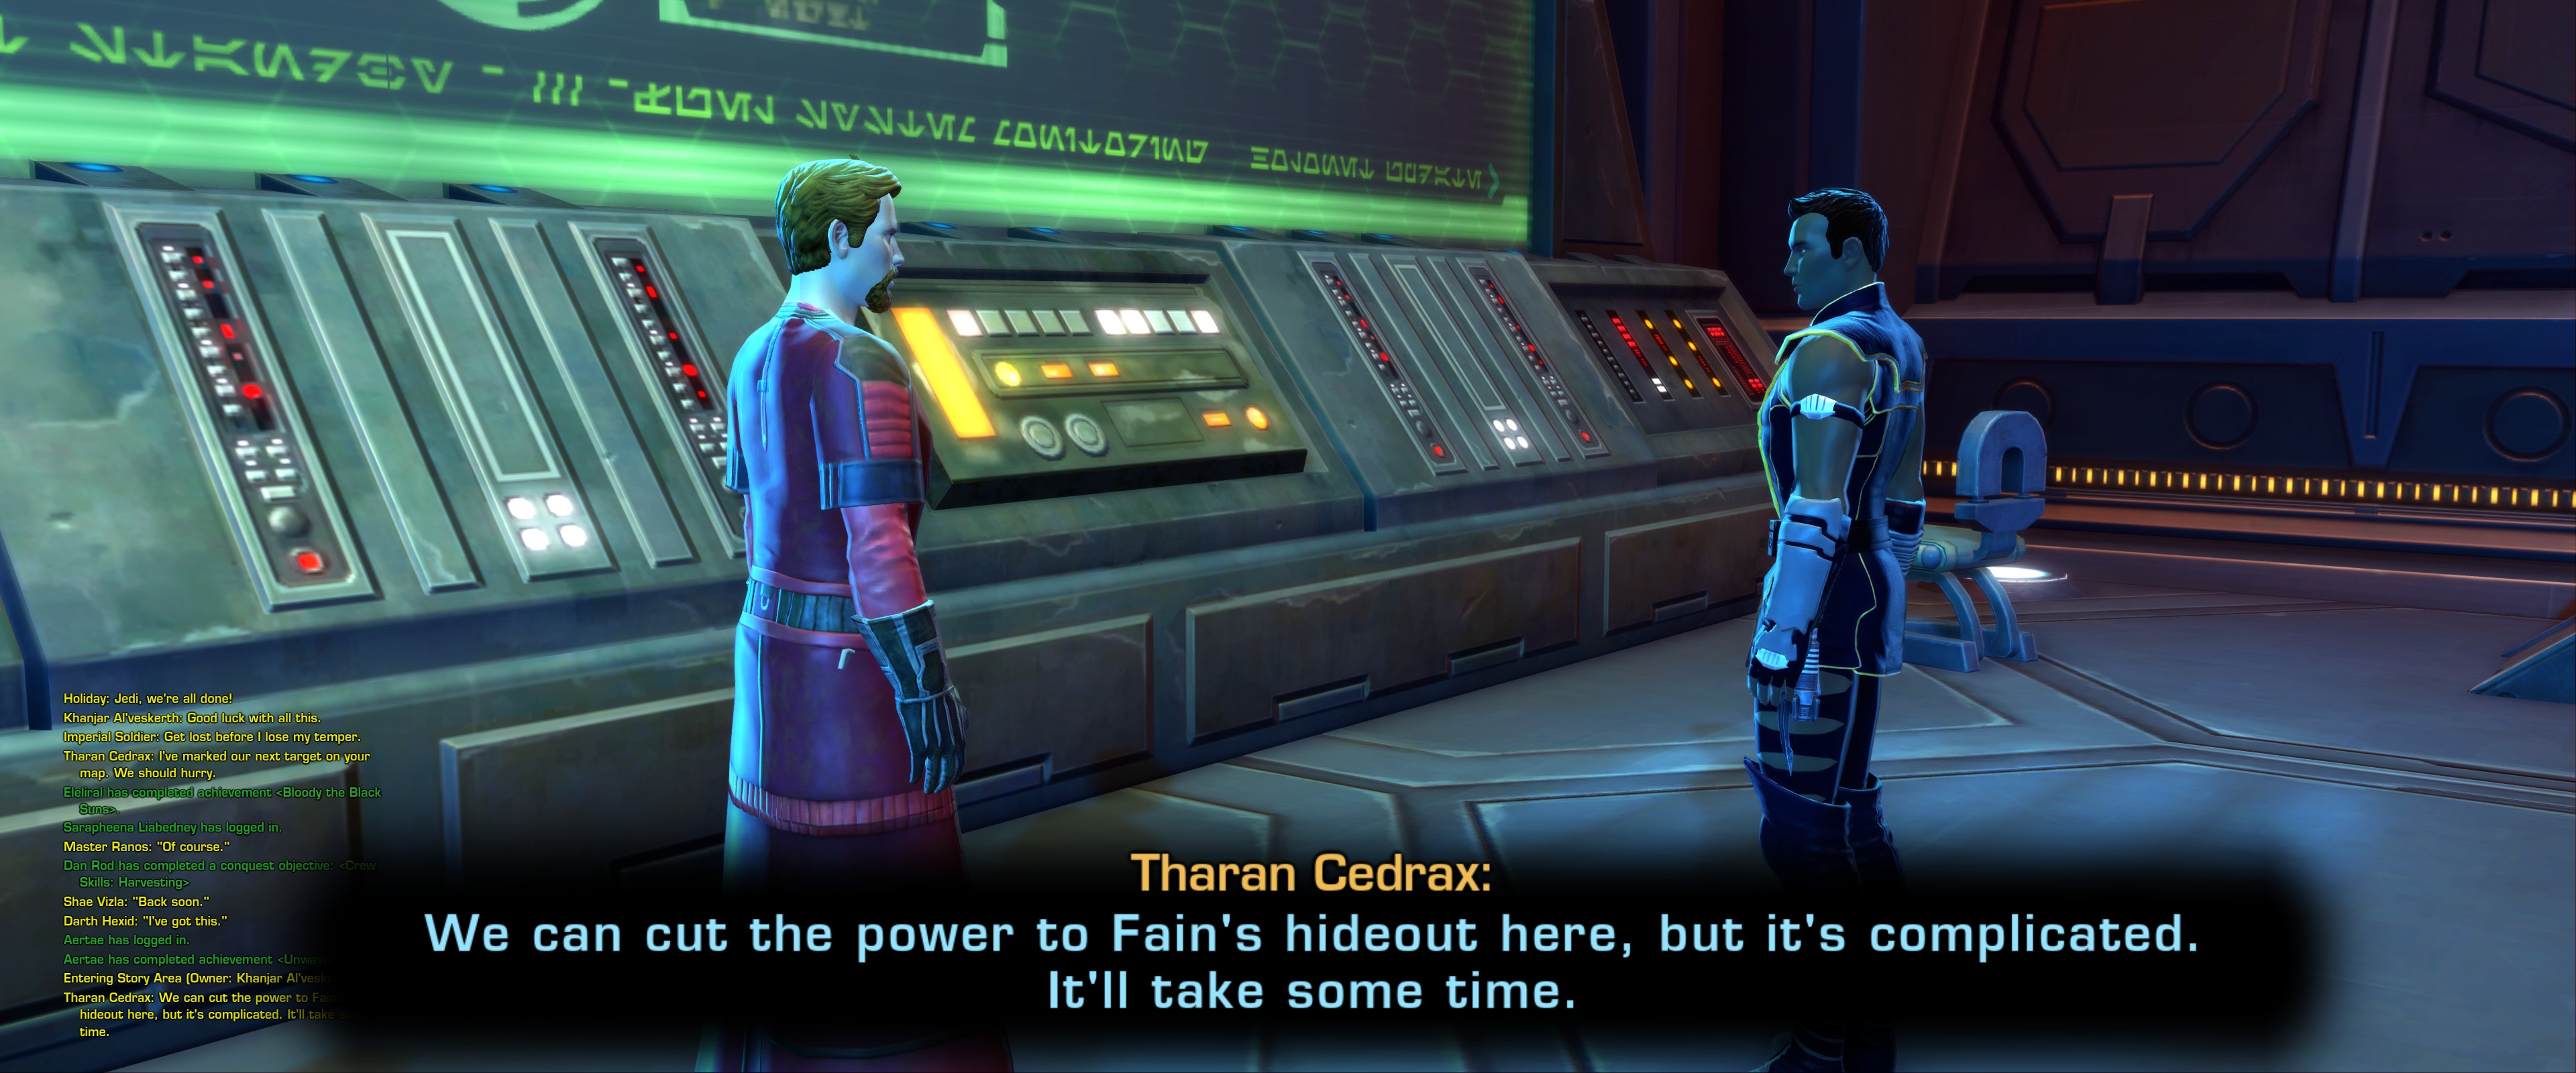 Holiday: Jedi, we're all done!
Khanjar Al'veskerth: Good luck with all this.
Imperial Soldier: Get lost before I lose my temper.
Tharan Cedrax: I've marked our next target on your
map. We should hurry.
Eleliral has completed achievement <Bloody the Black
Suns>.
Sarapheena Liabedney has logged in.
Master Ranos: "Of course."
Dan Rod has completed a conquest objective: <Crew
Skills: Harvesting>
Shae Vizla: "Back soon."
Darth Hexid: "I've got this."
Aertae has logged in.
Aertae has completed achievement
Entering Story Area (Owner: Khanjar
Tharan Cedrax: We can cut the power to
hideout here, but it's complicated. It'll take
time.
Tharan Cedrax:
We can cut the power to Fain's hideout here, but it's complicated.
It'll take some time.